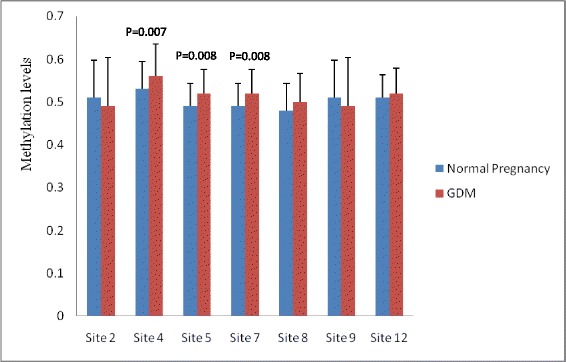 0.7
0.6
0.5
0.4
0.3
0.2
0.1
0
Methylation levels
P=0.007
P=0.008
P=0.008
Site 2 Site 4 Site 5 Site 7 Site 8 Site 9 Site 12
Normal Pregnancy
GDM